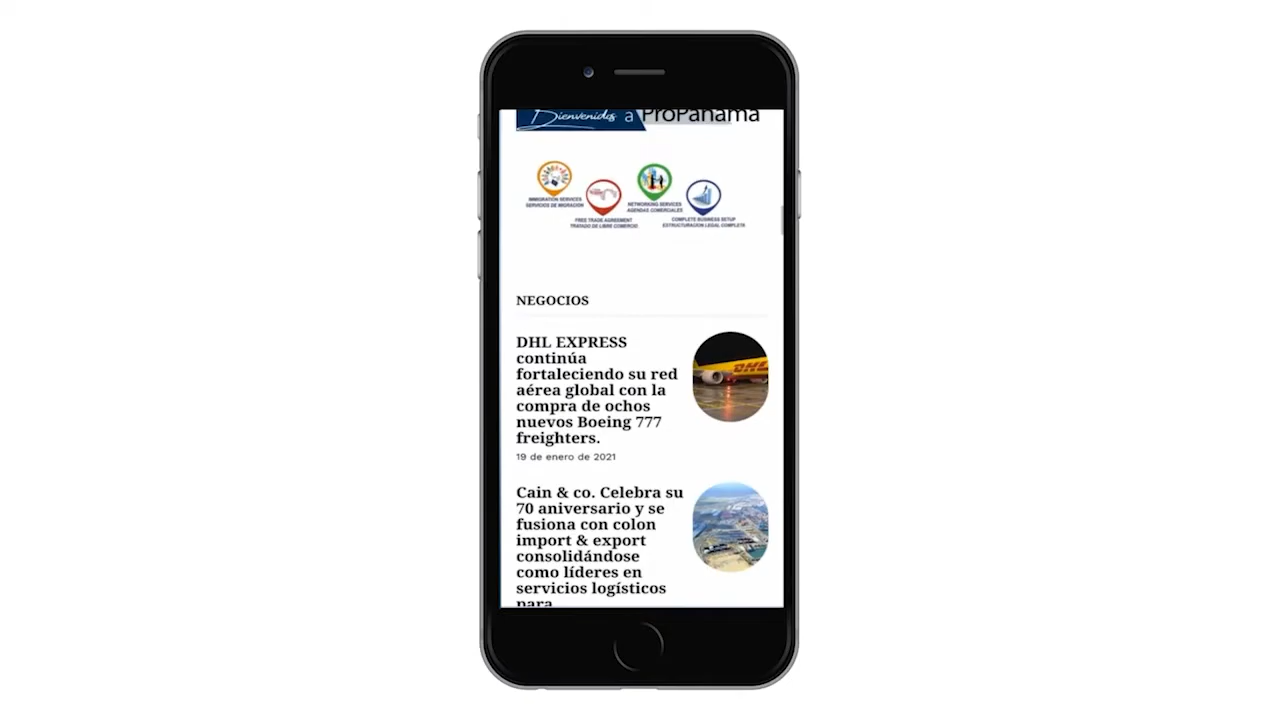 Bienvenidos a ProPanama
IMMIGRATION SERVICES
SERVICIOS DE MIGRACION
FREE TRADE AGREEMENT
TRATADO DE LIBRE COMERCIO
NETWORKING SERVICES
AGENDAS COMERCIALES
COMPLETE BUSINESS SETUP
ESTRUCTURACION LEGAL COMPLETE
NEGOCIOS
DHL EXPRESS
continúa
fortaleciendo su red
aérea global con la
compra de ochos
nuevos Boeing 777
freighters.
19 de enero de 2021
DHL
Cain & co. Celebra su
70 aniversario y se
fusiona con colon
import & export
consolidándose
como líderes en
servicios logísticos
para